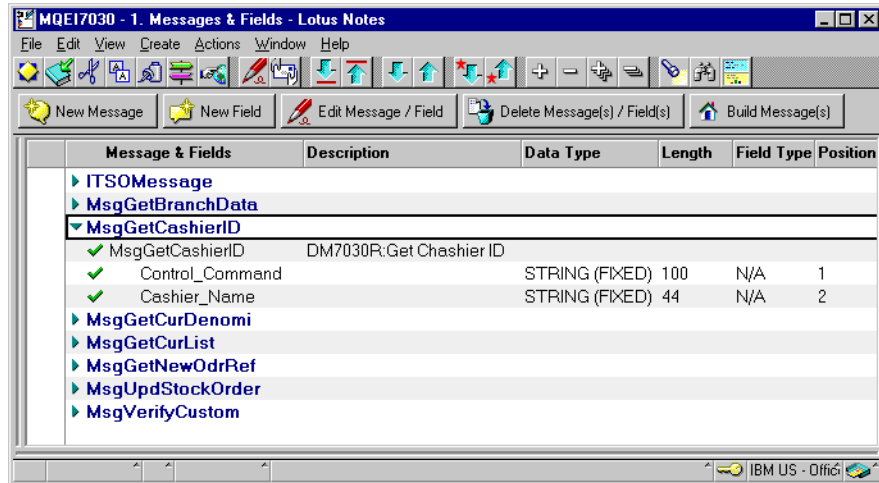 MQEI7030 - 1. Messages & Fields - Lotus Notes
File Edit View Create Actions Window Help
New Message New Field Edit Message / Field Delete Message(s) / Field(s) Build Message(s)
Message & Fields Description Data Type Length Field Type Position
ITSOMessage
MsgGetBranchData
MsgGetCashierID
MsgGetCashierID DM7030R:Get Chashier ID
Control_Command STRING (FIXED) 100 N/A 1
Cashier_Name STRING (FIXED) 44 N/A 2
MsgGetCurDenomi
MsgGetCurList
MsgGetNewOdrRef
MsgUpdStockOrder
MsgVerifyCustom
IBM US - Offici